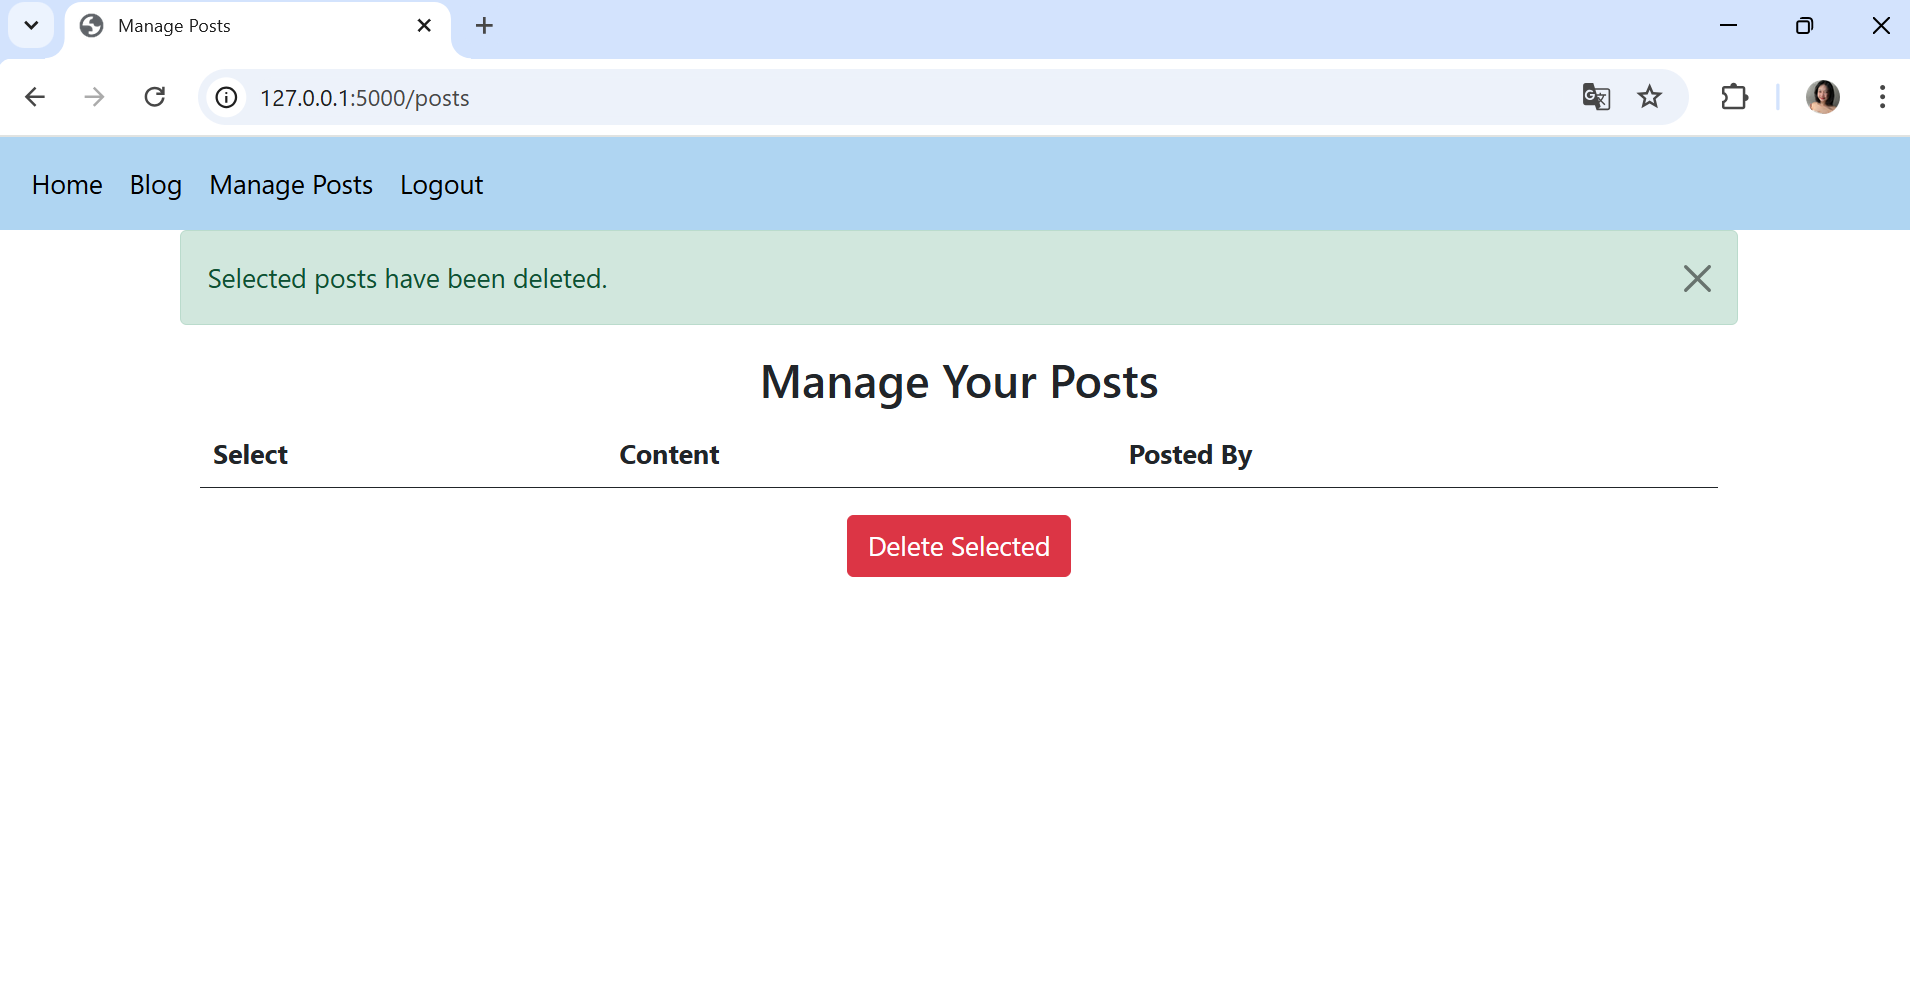 Manage Posts
127.0.0.1:5000/posts
Home Blog Manage Posts Logout
Selected posts have been deleted.
Manage Your Posts
Select Content Posted By
Delete Selected